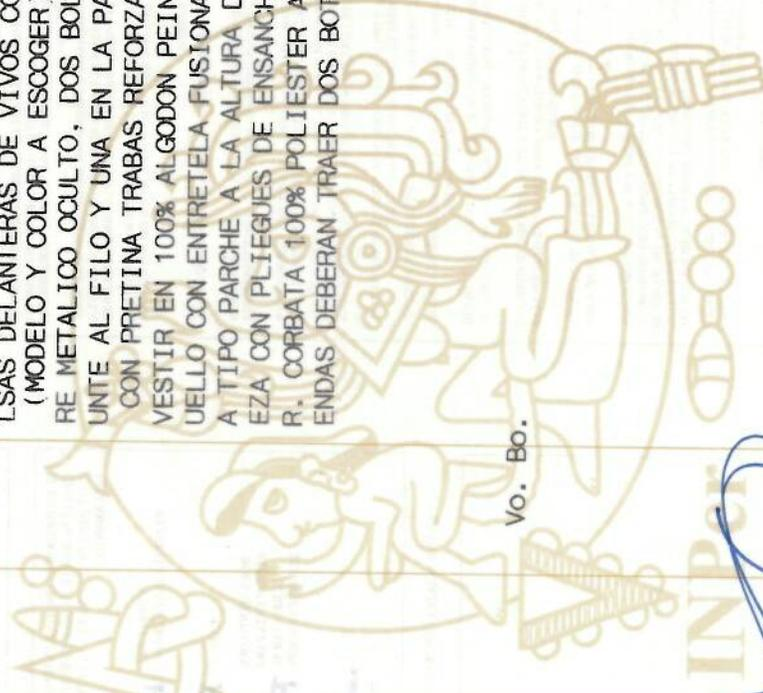 LSAS DELANTERAS DE VIVOS CO
(MODELO Y COLOR A ESCOGER)
RE METALICO OCULTO, DOS BOL
UNTE AL FILO Y UNA EN LA PA
CON PRETINA TRABAS REFORZA
VESTIR EN 100% ALGODON PEIN
UELLO CON ENTRETELA FUSIONA
A TIPO PARCHE A LA ALTURA D
EZA CON PLIEGUES DE ENSANCH
R. CORBATA 100% POLIESTER A
ENDAS DEBERAN TRAER DOS BOT
Vo. Bo.
INPer